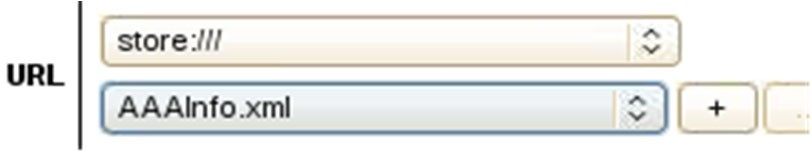 store:///
URL
AAAInfo.xml
+
..